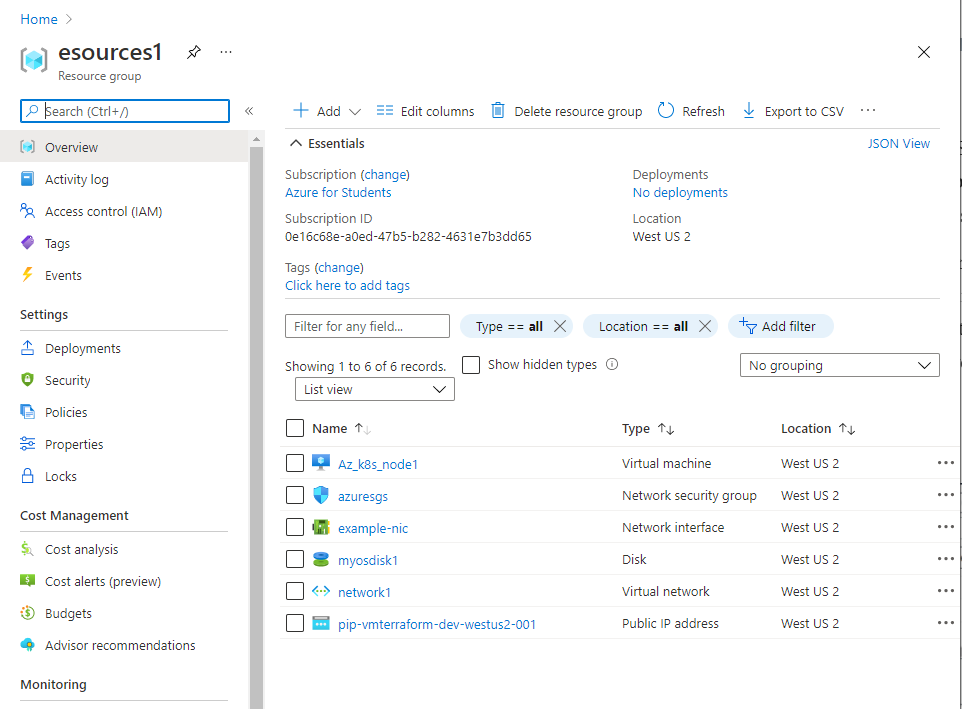 Home
esources1
Resource group
Search (Ctrl+/)
Overview
Activity log
Access control (IAM)
Tags
Events
Settings
Deployments
Security
Policies
Properties
Locks
Cost Management
Cost analysis
Cost alerts (preview)
Budgets
Advisor recommendations
Monitoring
Add Edit columns Delete resource group Refresh Export to CSV
Essentials JSON View
Subscription (change) Deployments
Azure for Students No deployments
Subscription ID Location
0e16c68e-a0ed-47b5-b282-4631e7b3dd65 West US 2
Tags (change)
Click here to add tags
Filter for any field... Type == all Location == all Add filter
Showing 1 to 6 of 6 records. Show hidden types No grouping
List view
Name Type Location
Az_k8s_node1 Virtual machine West US 2
azuresgs Network security group West US 2
example-nic Network interface West US 2
myosdisk1 Disk West US 2
network1 Virtual network West US 2
pip-vmterraform-dev-westus2-001 Public IP address West US 2